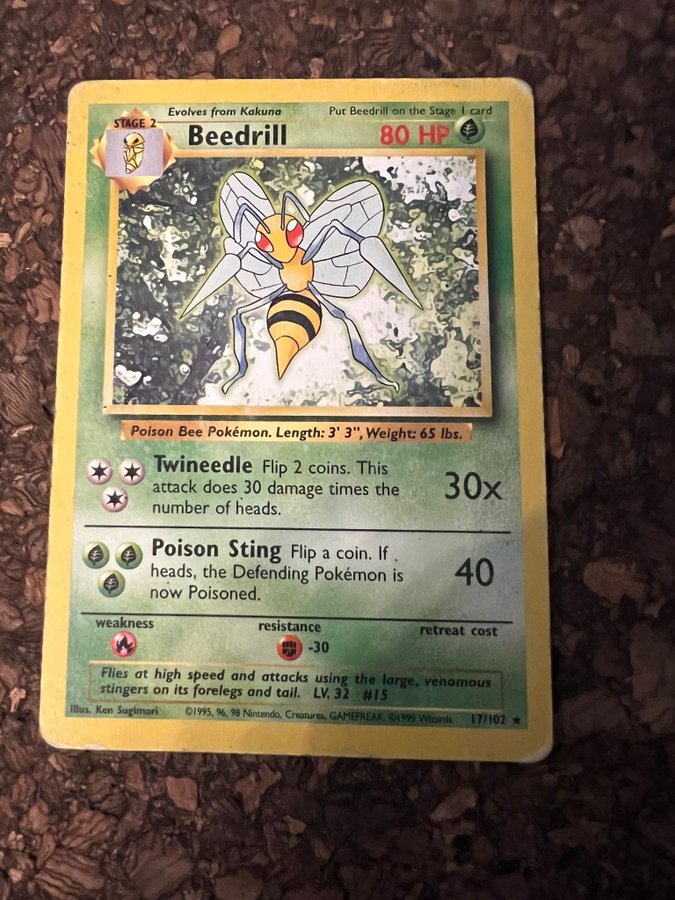 Evolves from Kakuna
Put Beedrill on the Stage 1 card
STAGE 2
Beedrill
80 HP
Poison Bee Pokémon. Length: 3' 3", Weight: 65 lbs.
Twineedle Flip 2 coins. This
attack does 30 damage times the
number of heads.
30x
Poison Sting Flip a coin. If
heads, the Defending Pokémon is
now Poisoned.
40
weakness
resistance
retreat cost
-30
Flies at high speed and attacks using the large, venomous
stingers on its forelegs and tail. LV. 32 #15
Illus. Ken Sugimori
©1995, 96, 98 Nintendo, Creatures, GAMEFREAK. ©1999 Wizards.
17/102 ★